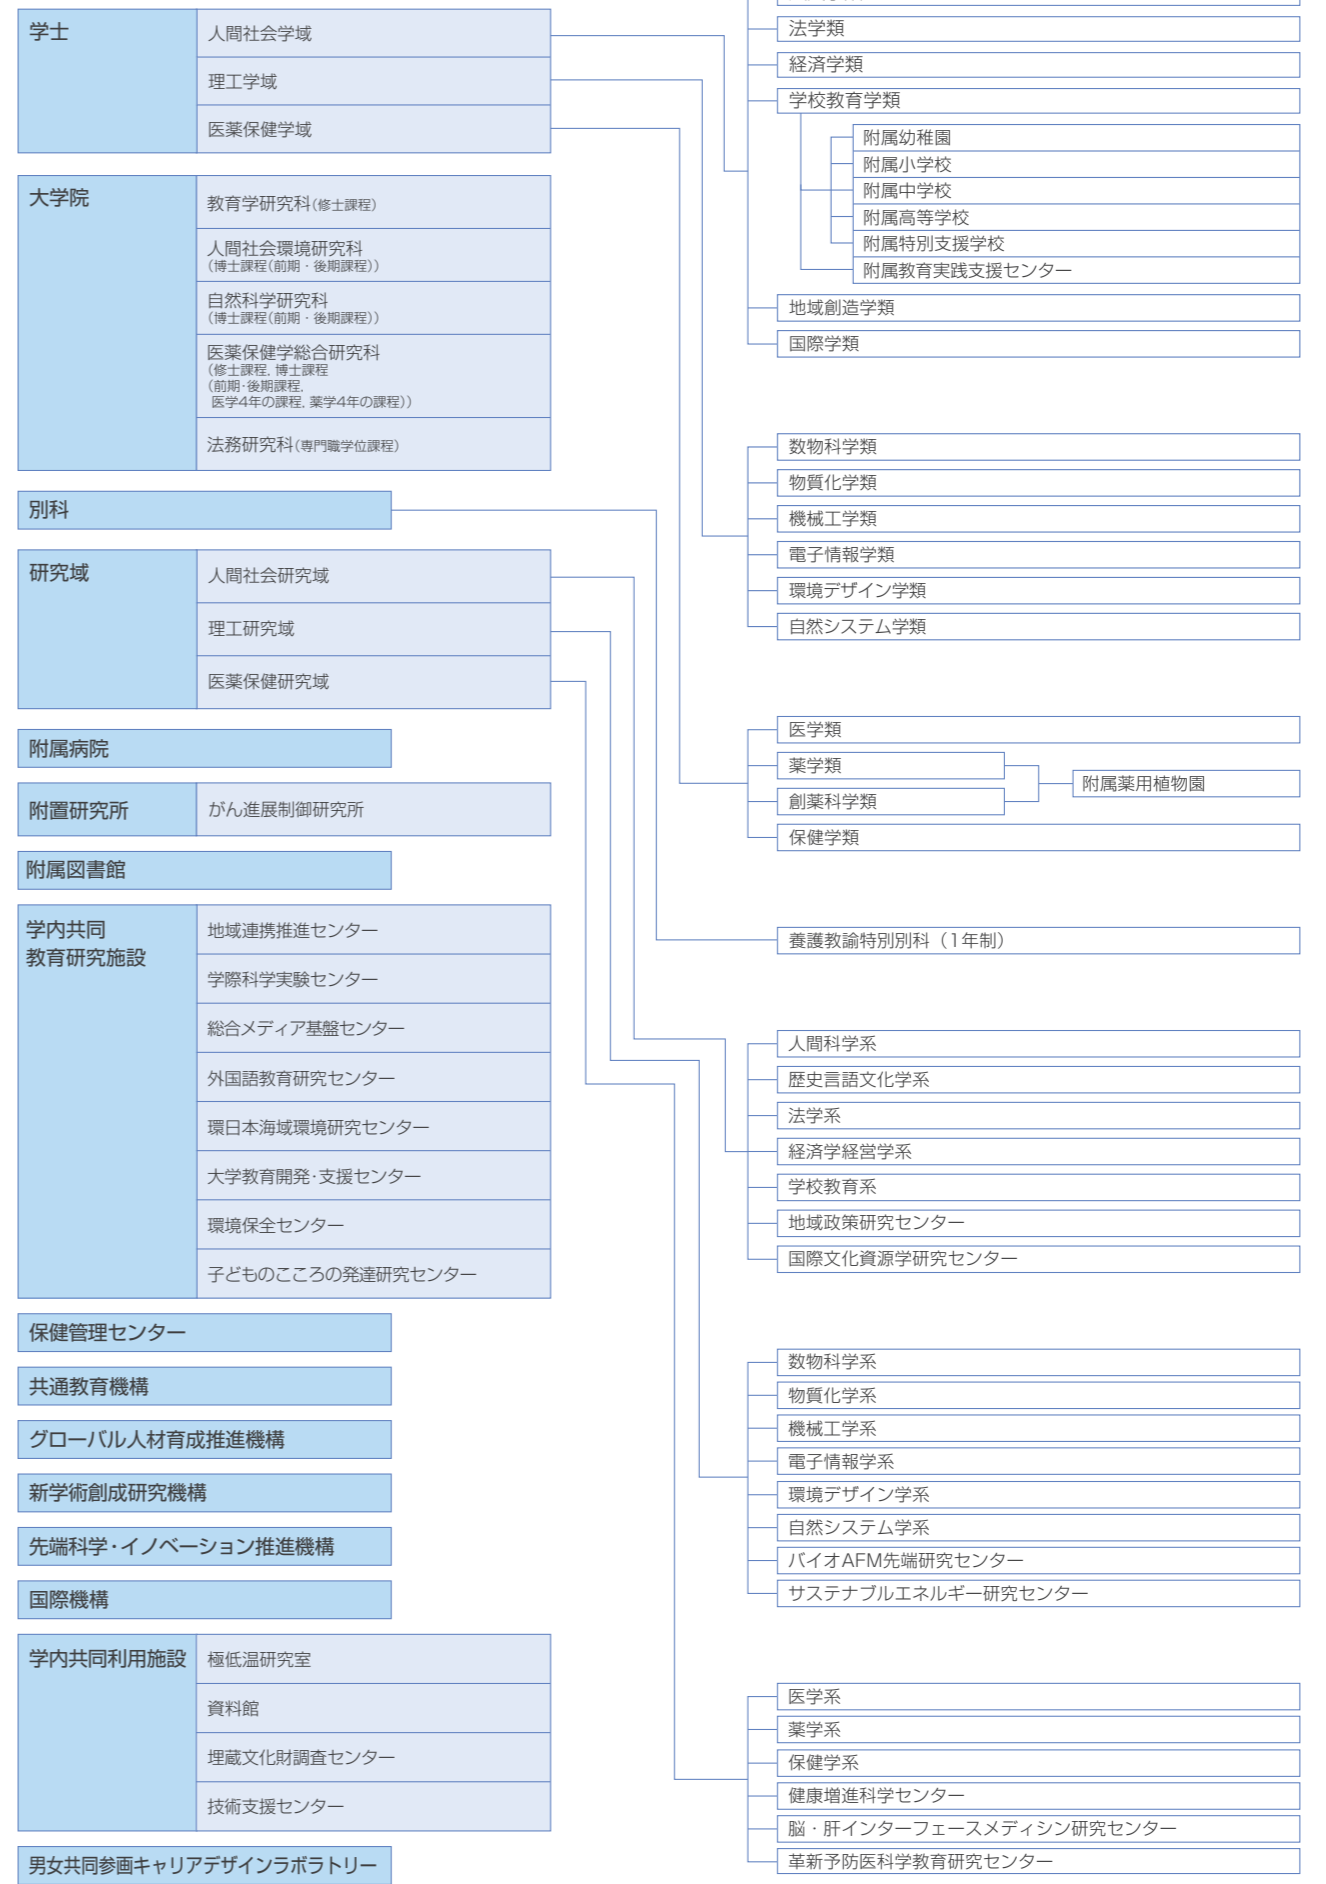 学士
人間社会学域
理工学域
医薬保健学域
大学院
教育学研究科(修士課程)
人間社会環境研究科
(博士課程(前期・後期課程))
自然科学研究科
(博士課程(前期・後期課程))
医薬保健学総合研究科
(修士課程, 博士課程
(前期・後期課程,
医学4年の課程, 薬学4年の課程))
法務研究科(専門職学位課程)
別科
研究域
人間社会研究域
理工研究域
医薬保健研究域
附属病院
附置研究所
がん進展制御研究所
附属図書館
学内共同
教育研究施設
地域連携推進センター
学際科学実験センター
総合メディア基盤センター
外国語教育研究センター
環日本海域環境研究センター
大学教育開発・支援センター
環境保全センター
子どものこころの発達研究センター
保健管理センター
共通教育機構
グローバル人材育成推進機構
新学術創成研究機構
先端科学・イノベーション推進機構
国際機構
学内共同利用施設
極低温研究室
資料館
埋蔵文化財調査センター
技術支援センター
男女共同参画キャリアデザインラボラトリー
法学類
経済学類
学校教育学類
附属幼稚園
附属小学校
附属中学校
附属高等学校
附属特別支援学校
附属教育実践支援センター
地域創造学類
国際学類
数物科学類
物質化学類
機械工学類
電子情報学類
環境デザイン学類
自然システム学類
医学類
薬学類
創薬科学類
附属薬用植物園
保健学類
養護教諭特別別科（1年制）
人間科学系
歴史言語文化学系
法学系
経済学経営学系
学校教育系
地域政策研究センター
国際文化資源学研究センター
数物科学系
物質化学系
機械工学系
電子情報学系
環境デザイン学系
自然システム学系
バイオAFM先端研究センター
サステナブルエネルギー研究センター
医学系
薬学系
保健学系
健康増進科学センター
脳・肝インターフェースメディシン研究センター
革新予防医科学教育研究センター